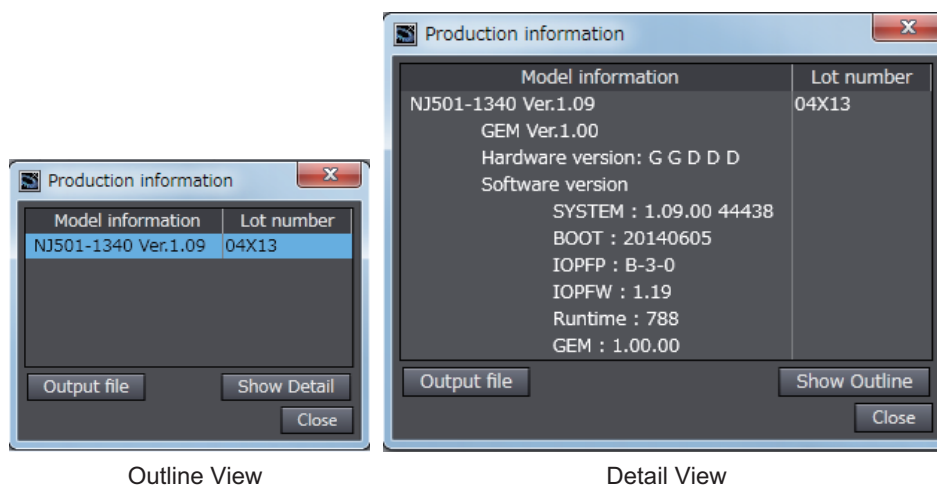 Production information
Model information Lot number
NJ501-1340 Ver.1.09 04X13
Output file Show Detail
Close
Outline View
Production information
Model information Lot number
NJ501-1340 Ver.1.09 04X13
GEM Ver.1.00
Hardware version: G G D D D
Software version
SYSTEM : 1.09.00 44438
BOOT : 20140605
IOPFP : B-3-0
IOPFW : 1.19
Runtime : 788
GEM : 1.00.00
Output file Show Outline
Close
Detail View